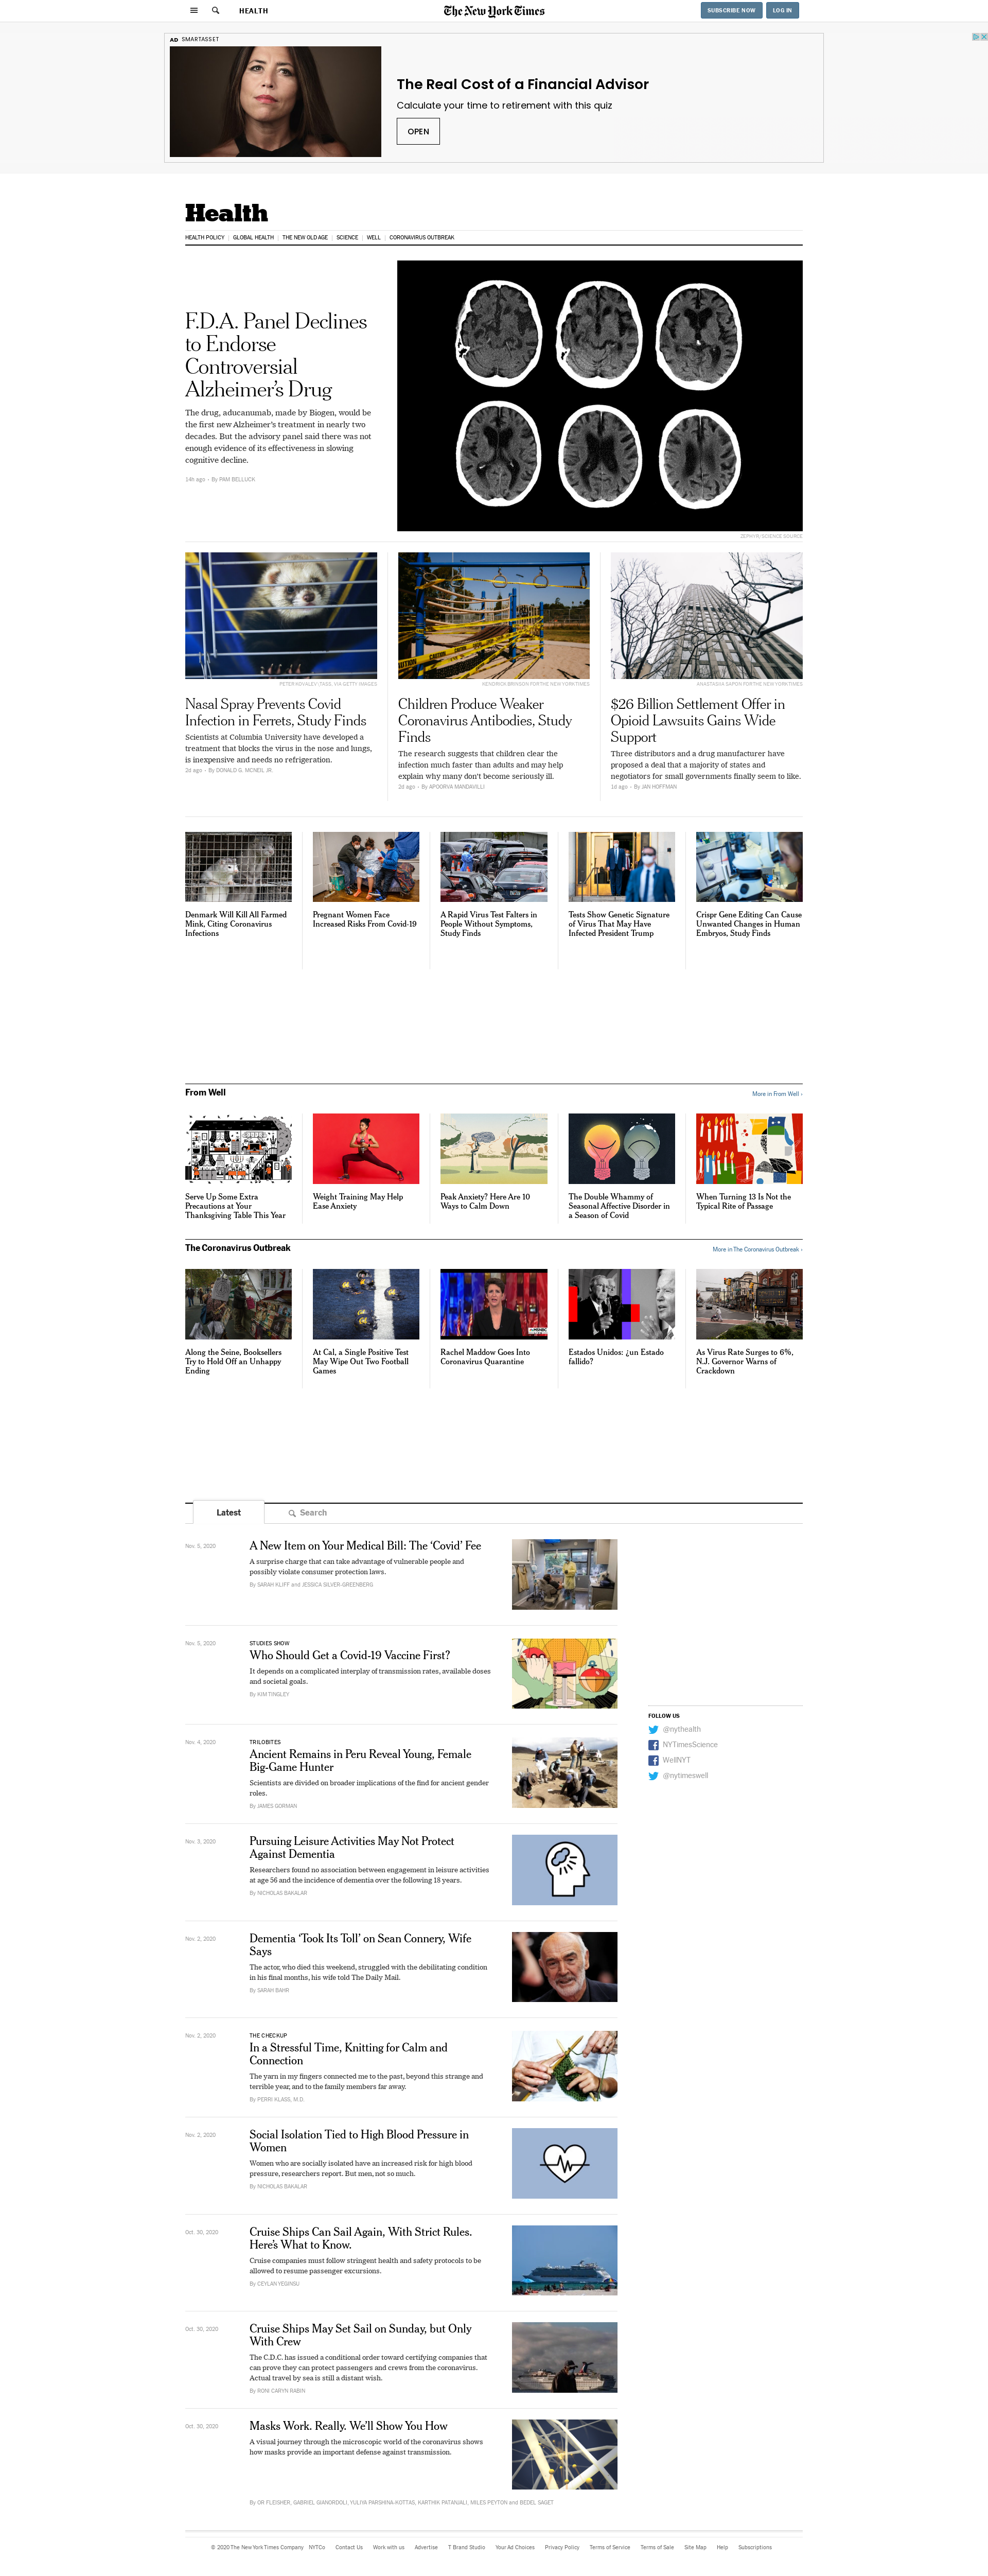 HEALTH
The New York Times
SUBSCRIBE NOW
LOG IN
AD SMARTASSET
The Real Cost of a Financial Advisor
Calculate your time to retirement with this quiz
OPEN
Health
HEALTH POLICY
GLOBAL HEALTH
THE NEW OLD AGE
SCIENCE
WELL
CORONAVIRUS OUTBREAK
F.D.A. Panel Declines
to Endorse
Controversial
Alzheimer's Drug
The drug, aducanumab, made by Biogen, would be
the first new Alzheimer's treatment in nearly two
decades. But the advisory panel said there was not
enough evidence of its effectiveness in slowing
cognitive decline.
14h ago · By PAM BELLUCK
ZEPHYR/SCIENCE SOURCE
PETER KOVALEV\TASS, VIA GETTY IMAGES
Nasal Spray Prevents Covid
Infection in Ferrets, Study Finds
Scientists at Columbia University have developed a
treatment that blocks the virus in the nose and lungs,
is inexpensive and needs no refrigeration.
2d ago · By DONALD G. MCNEIL JR.
KENDRICK BRINSON FOR THE NEW YORK TIMES
Children Produce Weaker
Coronavirus Antibodies, Study
Finds
The research suggests that children clear the
infection much faster than adults and may help
explain why many don't become seriously ill.
2d ago · By APOORVA MANDAVILLI
ANASTASIIA SAPON FOR THE NEW YORK TIMES
$26 Billion Settlement Offer in
Opioid Lawsuits Gains Wide
Support
Three distributors and a drug manufacturer have
proposed a deal that a majority of states and
negotiators for small governments finally seem to like.
1d ago · By JAN HOFFMAN
Denmark Will Kill All Farmed
Mink, Citing Coronavirus
Infections
Pregnant Women Face
Increased Risks From Covid-19
A Rapid Virus Test Falters in
People Without Symptoms,
Study Finds
Tests Show Genetic Signature
of Virus That May Have
Infected President Trump
Crispr Gene Editing Can Cause
Unwanted Changes in Human
Embryos, Study Finds
From Well
More in From Well ›
Serve Up Some Extra
Precautions at Your
Thanksgiving Table This Year
Weight Training May Help
Ease Anxiety
Peak Anxiety? Here Are 10
Ways to Calm Down
The Double Whammy of
Seasonal Affective Disorder in
a Season of Covid
When Turning 13 Is Not the
Typical Rite of Passage
The Coronavirus Outbreak
More in The Coronavirus Outbreak ›
Along the Seine, Booksellers
Try to Hold Off an Unhappy
Ending
At Cal, a Single Positive Test
May Wipe Out Two Football
Games
Rachel Maddow Goes Into
Coronavirus Quarantine
Estados Unidos: ¿un Estado
fallido?
As Virus Rate Surges to 6%,
N.J. Governor Warns of
Crackdown
Latest
Search
Nov. 5, 2020
A New Item on Your Medical Bill: The ‘Covid’ Fee
A surprise charge that can take advantage of vulnerable people and
possibly violate consumer protection laws.
By SARAH KLIFF and JESSICA SILVER-GREENBERG
Nov. 5, 2020
STUDIES SHOW
Who Should Get a Covid-19 Vaccine First?
It depends on a complicated interplay of transmission rates, available doses
and societal goals.
By KIM TINGLEY
FOLLOW US
@nythealth
NYTimesScience
WellNYT
@nytimeswell
Nov. 4, 2020
TRILOBITES
Ancient Remains in Peru Reveal Young, Female
Big-Game Hunter
Scientists are divided on broader implications of the find for ancient gender
roles.
By JAMES GORMAN
Nov. 3, 2020
Pursuing Leisure Activities May Not Protect
Against Dementia
Researchers found no association between engagement in leisure activities
at age 56 and the incidence of dementia over the following 18 years.
By NICHOLAS BAKALAR
Nov. 2, 2020
Dementia ‘Took Its Toll’ on Sean Connery, Wife
Says
The actor, who died this weekend, struggled with the debilitating condition
in his final months, his wife told The Daily Mail.
By SARAH BAHR
Nov. 2, 2020
THE CHECKUP
In a Stressful Time, Knitting for Calm and
Connection
The yarn in my fingers connected me to the past, beyond this strange and
terrible year, and to the family members far away.
By PERRI KLASS, M.D.
Nov. 2, 2020
Social Isolation Tied to High Blood Pressure in
Women
Women who are socially isolated have an increased risk for high blood
pressure, researchers report. But men, not so much.
By NICHOLAS BAKALAR
Oct. 30, 2020
Cruise Ships Can Sail Again, With Strict Rules.
Here's What to Know.
Cruise companies must follow stringent health and safety protocols to be
allowed to resume passenger excursions.
By CEYLAN YEGINSU
Oct. 30, 2020
Cruise Ships May Set Sail on Sunday, but Only
With Crew
The C.D.C. has issued a conditional order toward certifying companies that
can prove they can protect passengers and crews from the coronavirus.
Actual travel by sea is still a distant wish.
By RONI CARYN RABIN
Oct. 30, 2020
Masks Work. Really. We'll Show You How
A visual journey through the microscopic world of the coronavirus shows
how masks provide an important defense against transmission.
By OR FLEISHER, GABRIEL GIANORDOLI, YULIYA PARSHINA-KOTTAS, KARTHIK PATANJALI, MILES PEYTON and BEDEL SAGET
© 2020 The New York Times Company
NYTCo
Contact Us
Work with us
Advertise
T Brand Studio
Your Ad Choices
Privacy Policy
Terms of Service
Terms of Sale
Site Map
Help
Subscriptions